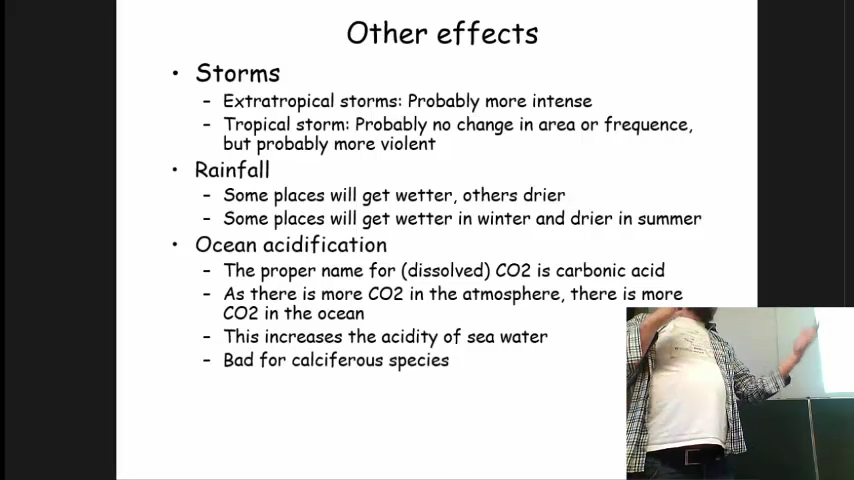 Other effects
• Storms
– Extratropical storms: Probably more intense
– Tropical storm: Probably no change in area or frequence,
but probably more violent
• Rainfall
– Some places will get wetter, others drier
– Some places will get wetter in winter and drier in summer
• Ocean acidification
– The proper name for (dissolved) CO2 is carbonic acid
– As there is more CO2 in the atmosphere, there is more
CO2 in the ocean
– This increases the acidity of sea water
– Bad for calciferous species